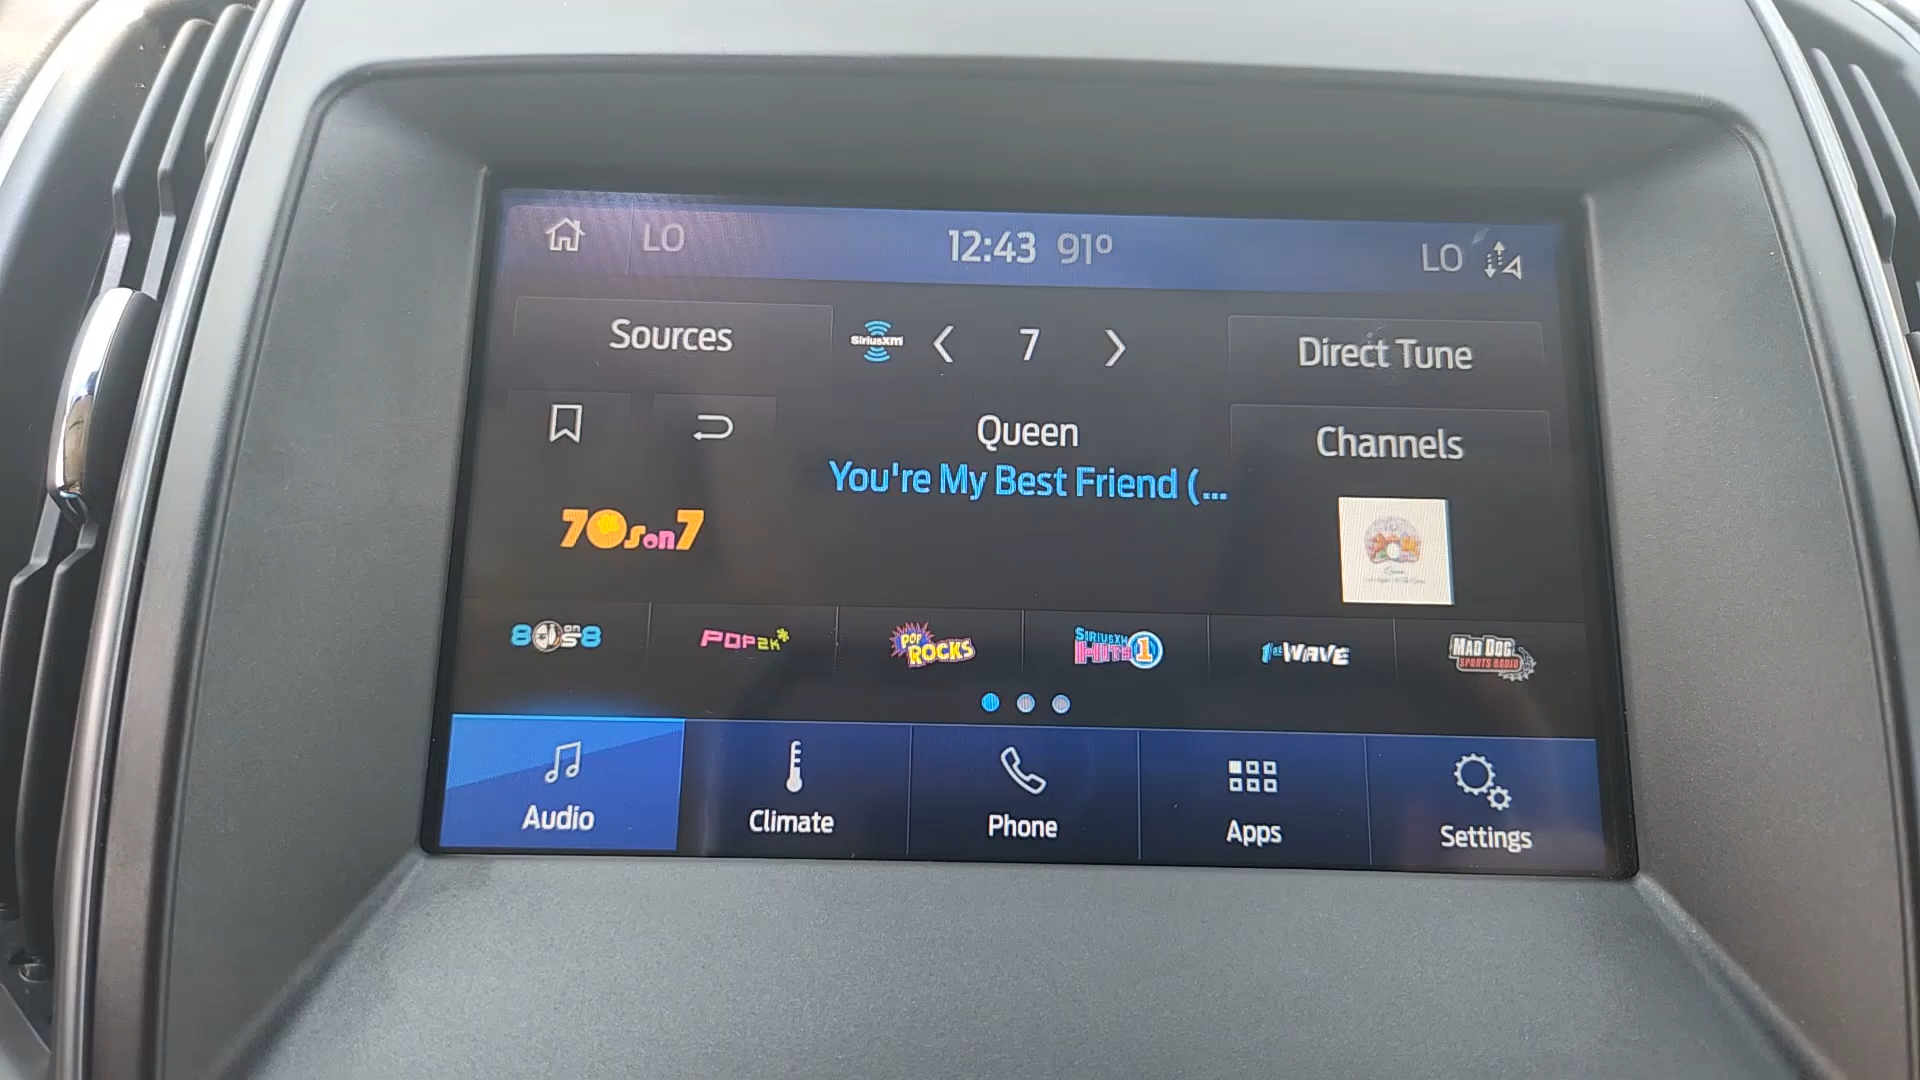 LO 12:43 91° LO
Sources SiriusXM 7 Direct Tune
Queen
Channels
You're My Best Friend (...
70s on 7
80s on 8 POP2K POP ROCKS SIRIUSXM HITS 1 1st WAVE MAD DOG SPORTS RADIO
Audio Climate Phone Apps Settings